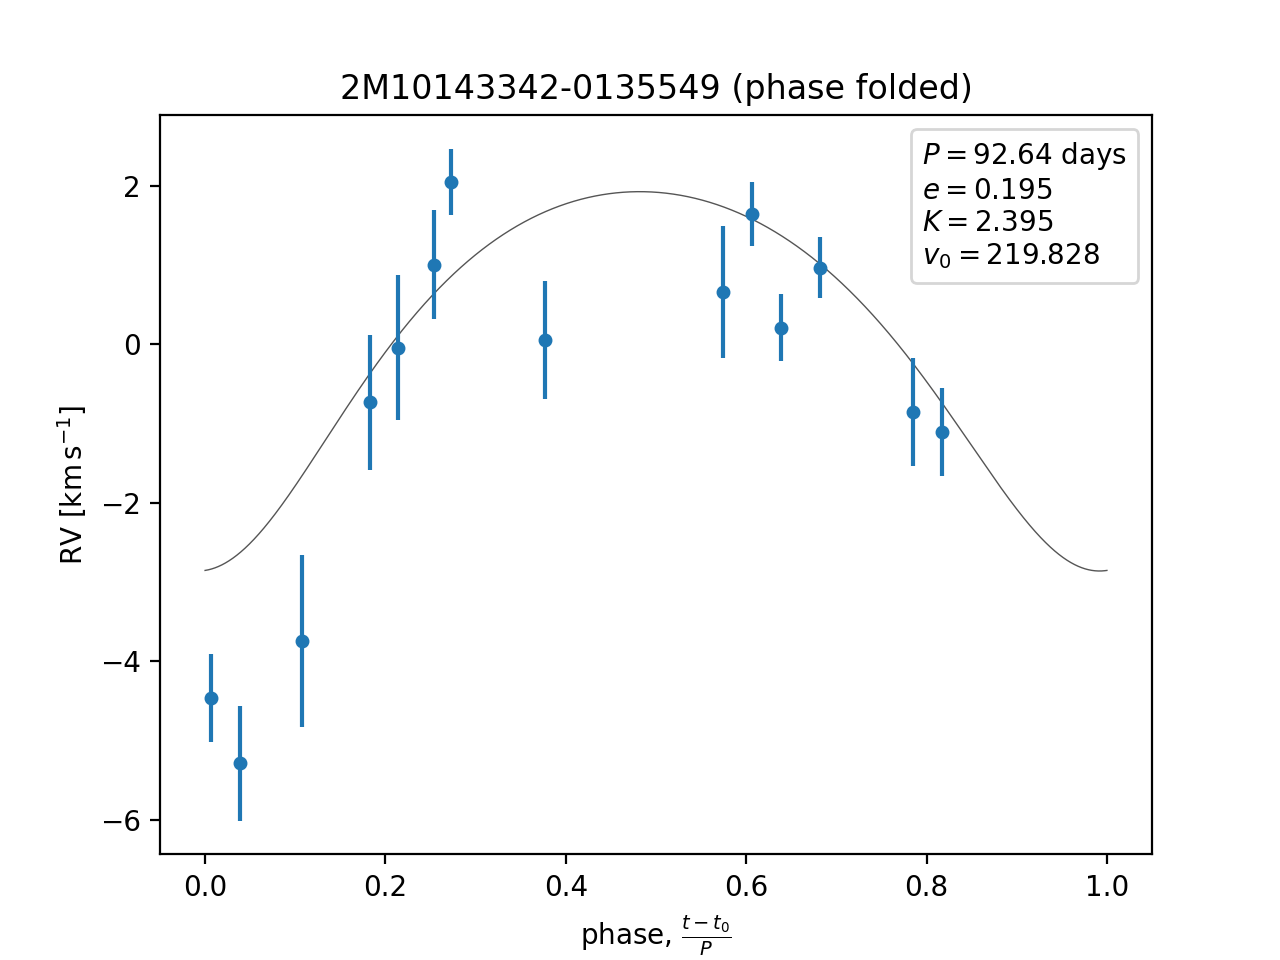 2M10143342-0135549 (phase folded)
P = 92.64 days
e = 0.195
K = 2.395
v₀ = 219.828
RV [km s⁻¹]
2
0
−2
−4
−6
0.0 0.2 0.4 0.6 0.8 1.0
phase, (t − t₀)/P